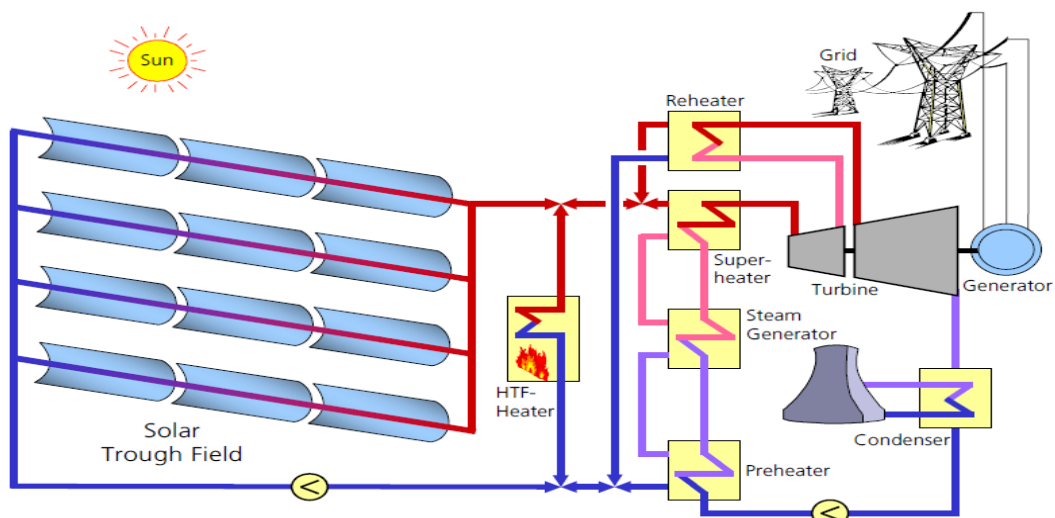 Sun
Grid
Reheater
Super-
heater
Turbine
Generator
Steam
Generator
HTF-
Heater
Solar
Trough Field
Condenser
Preheater